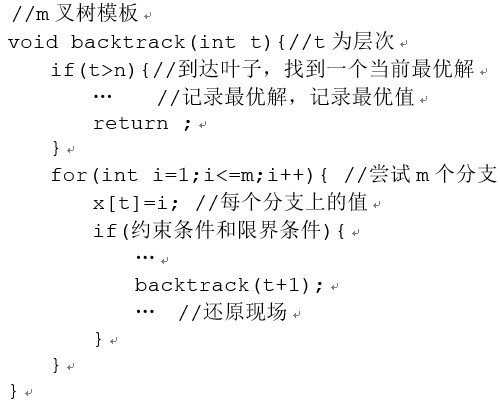 //m 叉树模板
void backtrack(int t){//t 为层次
if(t>n){//到达叶子，找到一个当前最优解
… //记录最优解，记录最优值
return ;
}
for(int i=1;i<=m;i++){ //尝试 m 个分支
x[t]=i; //每个分支上的值
if(约束条件和限界条件){
…
backtrack(t+1);
… //还原现场
}
}
}